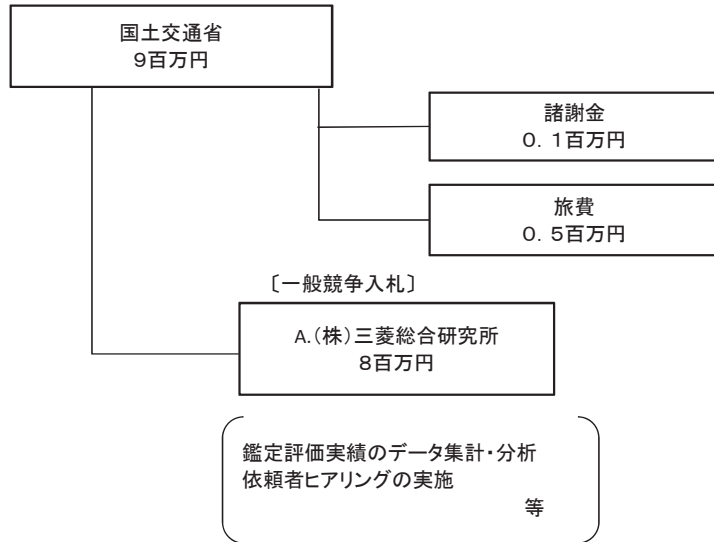 国土交通省
9百万円
諸謝金
0．1百万円
旅費
0．5百万円
〔一般競争入札〕
A.（株）三菱総合研究所
8百万円
鑑定評価実績のデータ集計・分析
依頼者ヒアリングの実施
等